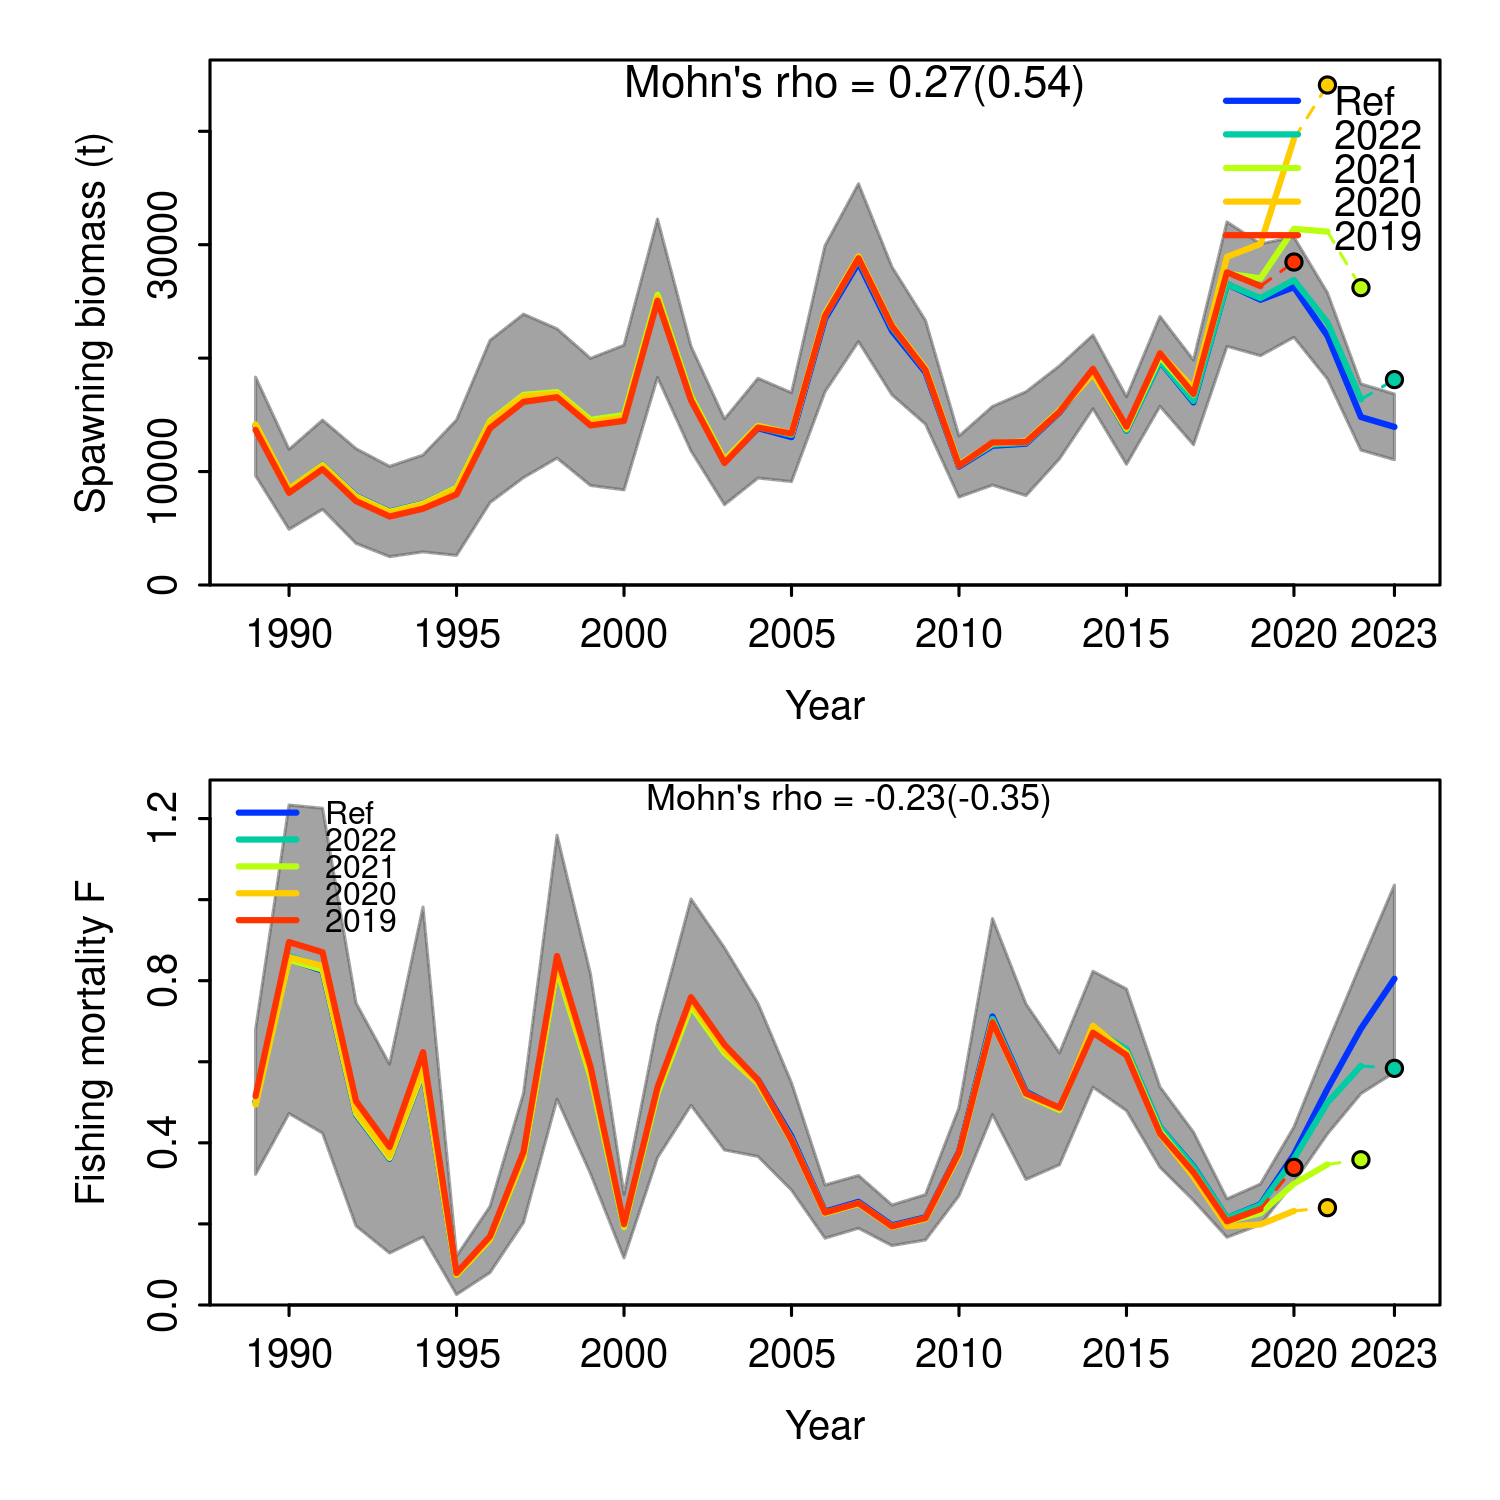 Mohn's rho = 0.27(0.54)
Ref
2022
2021
2020
2019
Spawning biomass (t)
0 10000 30000
1990 1995 2000 2005 2010 2015 2020 2023
Year
Mohn's rho = -0.23(-0.35)
Ref
2022
2021
2020
2019
Fishing mortality F
0.0 0.4 0.8 1.2
1990 1995 2000 2005 2010 2015 2020 2023
Year